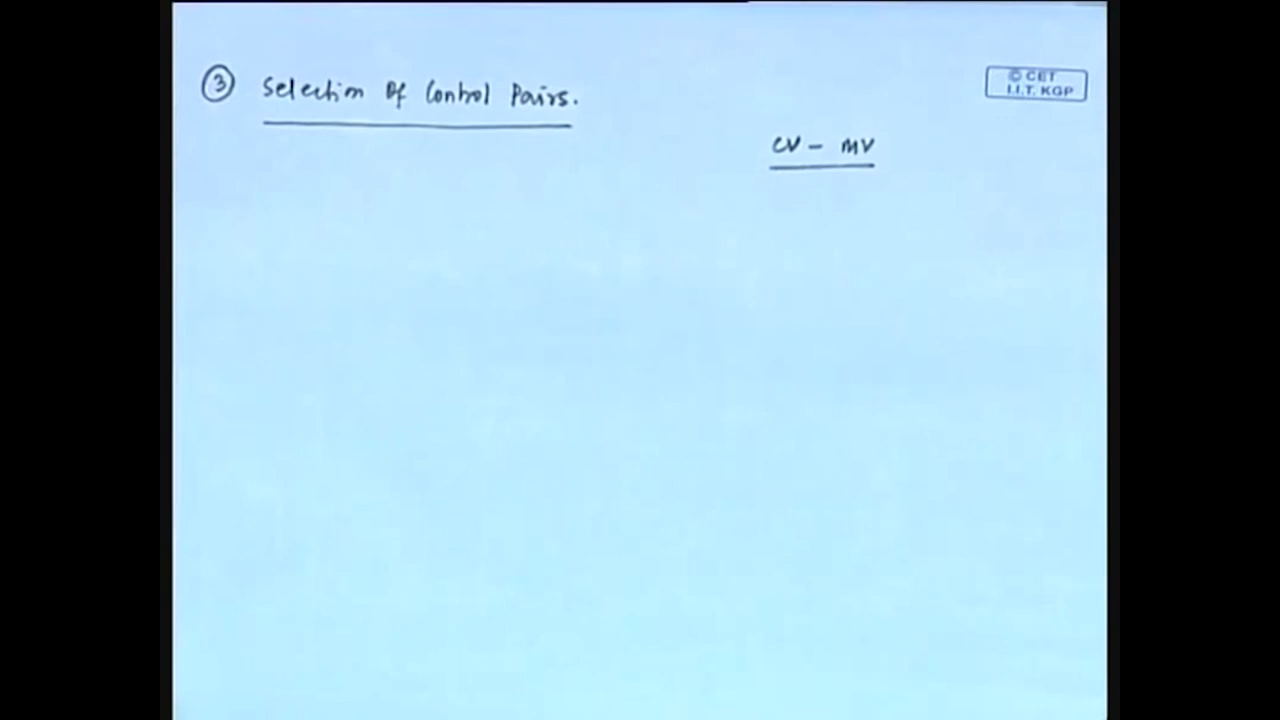 ③ Selection Of Control Pairs.
© CET
I.I.T. KGP
CV - MV